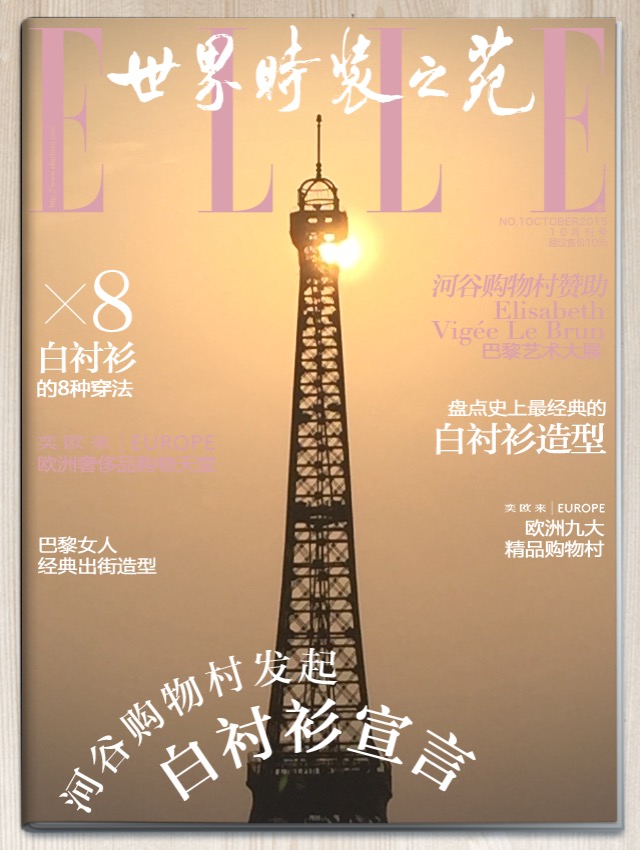 ELLE
世界時裝之苑
NO.1 OCTOBER 2015
×8
白衬衫
的8种穿法
河谷购物村赞助
Elisabeth
Vigée Le Brun
巴黎艺术大展
盘点史上最经典的
白衬衫造型
奕欧来 | EUROPE
欧洲奢侈品购物天堂
奕欧来 | EUROPE
欧洲九大
精品购物村
巴黎女人
经典出街造型
河谷购物村发起
白衬衫宣言